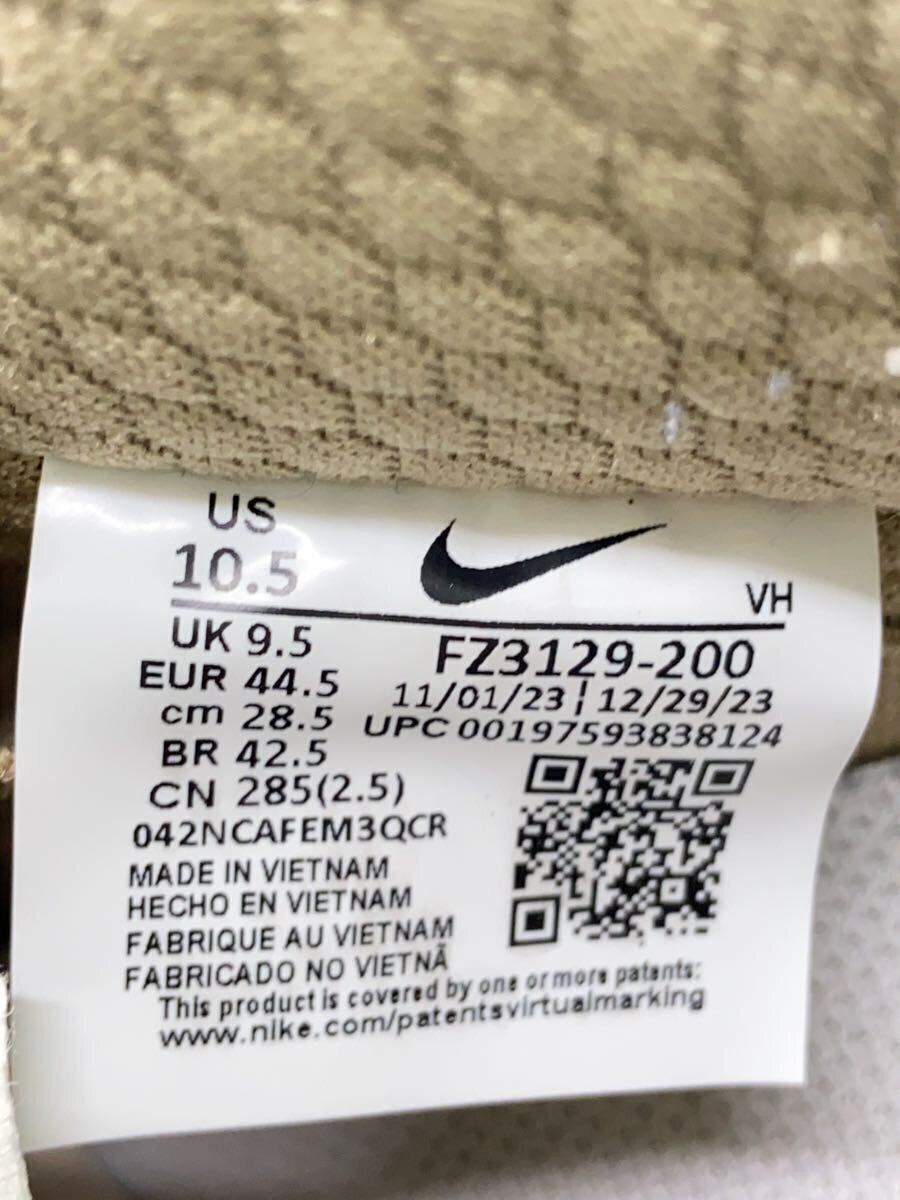 US
10.5
VH
UK 9.5
EUR 44.5
cm 28.5
BR 42.5
CN 285(2.5)
042NCAFEM3QCR
FZ3129-200
11/01/23 ¦ 12/29/23
UPC 00197593838124
MADE IN VIETNAM
HECHO EN VIETNAM
FABRIQUE AU VIETNAM
FABRICADO NO VIETNÃ
This product is covered by one or more patents:
www.nike.com/patentsvirtualmarking